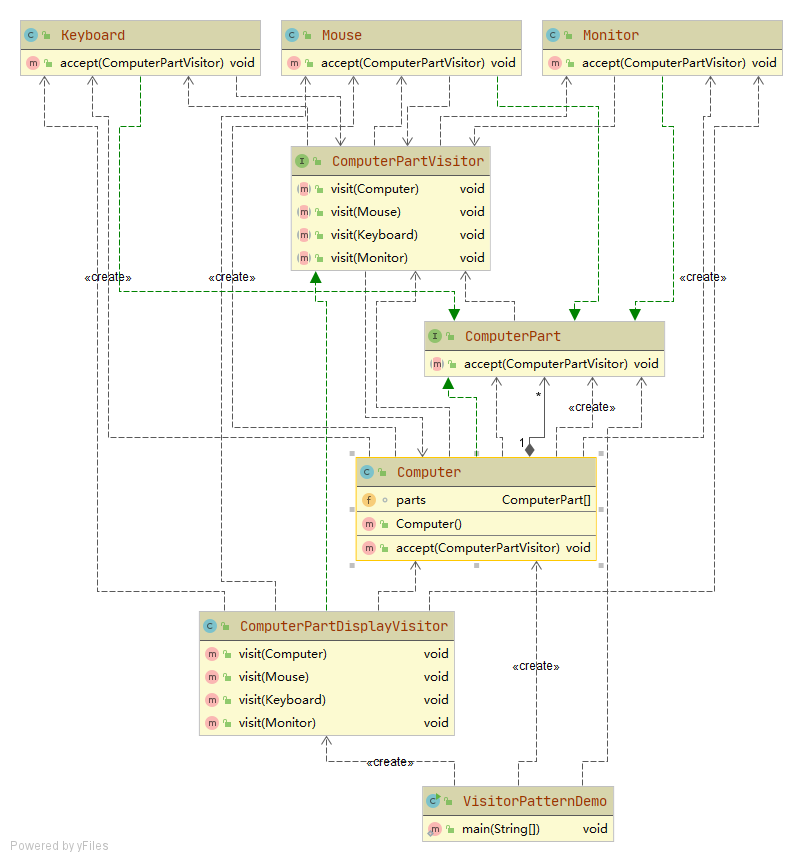 Keyboard
accept(ComputerPartVisitor) void
Mouse
accept(ComputerPartVisitor) void
Monitor
accept(ComputerPartVisitor) void
ComputerPartVisitor
visit(Computer) void
visit(Mouse) void
visit(Keyboard) void
visit(Monitor) void
«create»
«create»
«create»
ComputerPart
accept(ComputerPartVisitor) void
*
«create»
1
Computer
parts ComputerPart[]
Computer()
accept(ComputerPartVisitor) void
ComputerPartDisplayVisitor
visit(Computer) void
visit(Mouse) void
visit(Keyboard) void
visit(Monitor) void
«create»
«create»
VisitorPatternDemo
main(String[]) void
Powered by yFiles